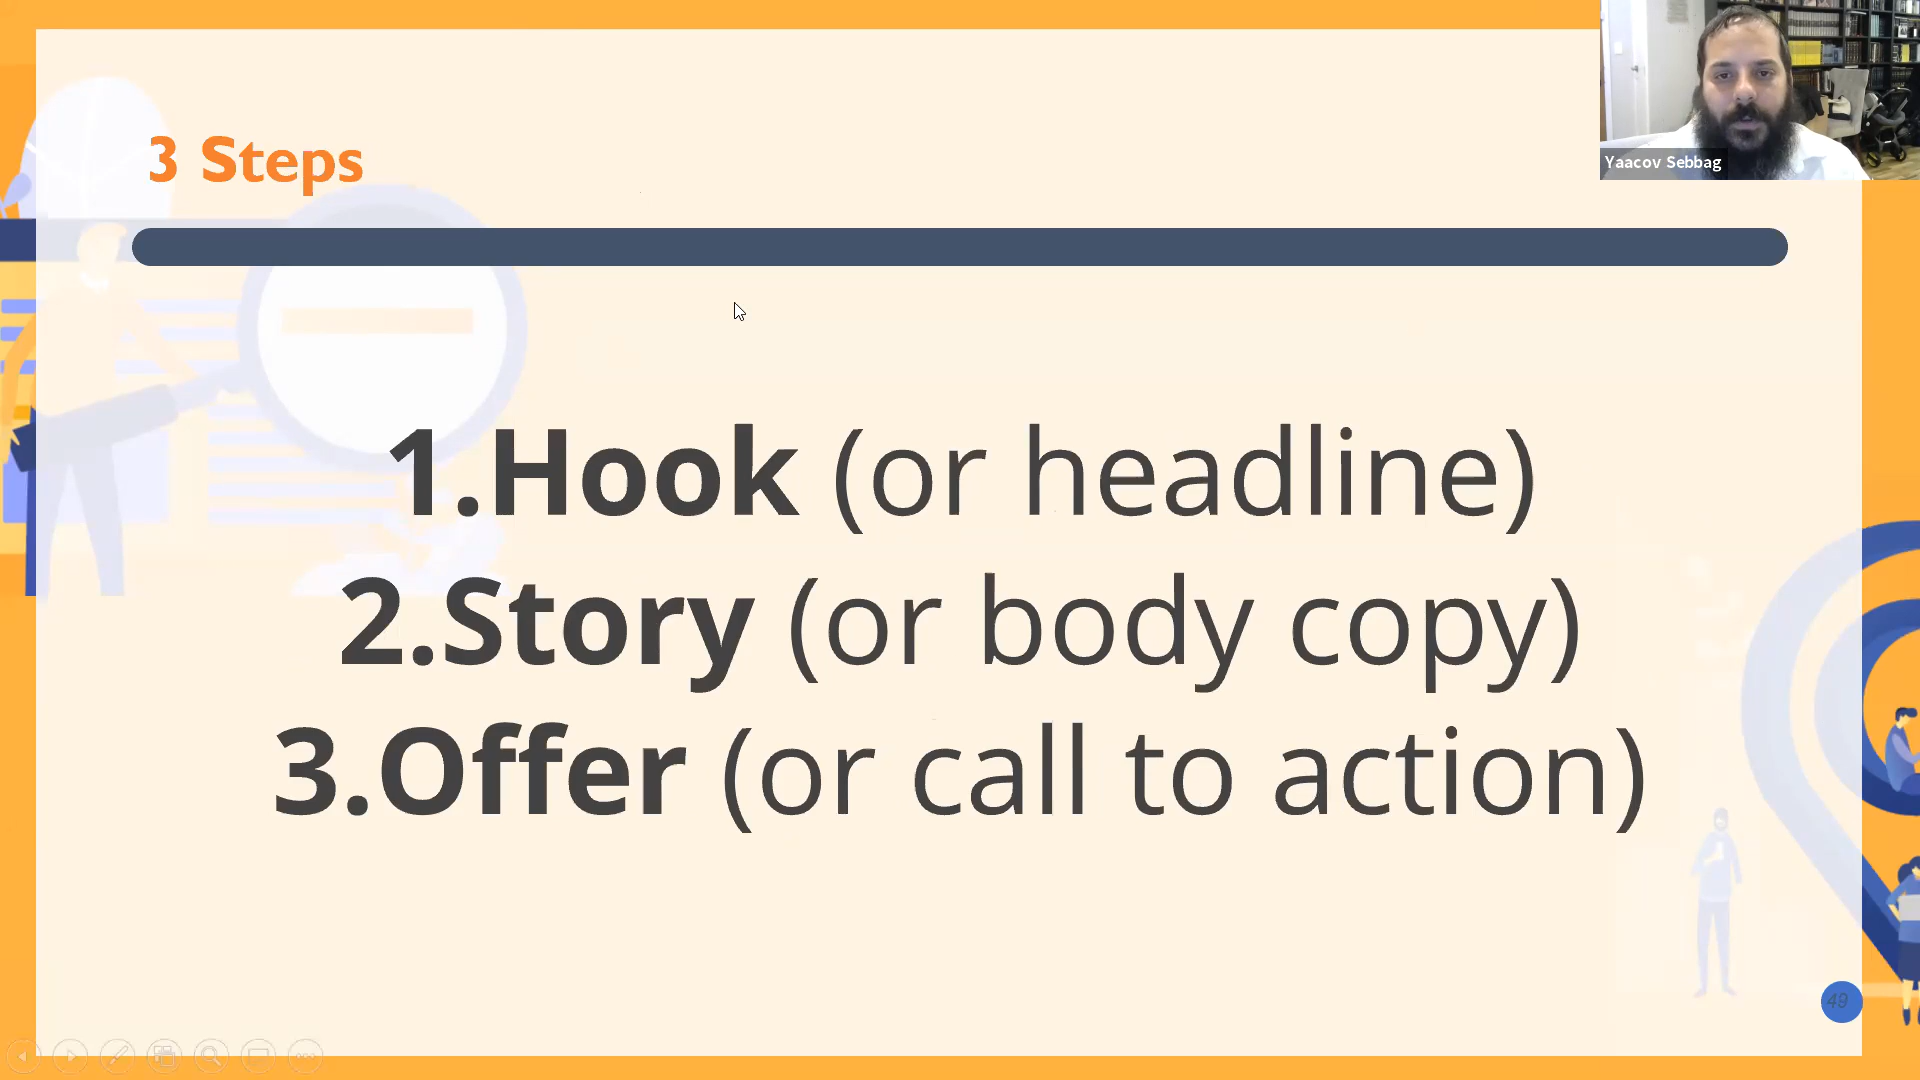 Yaacov Sebbag
3 Steps
1.Hook (or headline)
2.Story (or body copy)
3.Offer (or call to action)
49